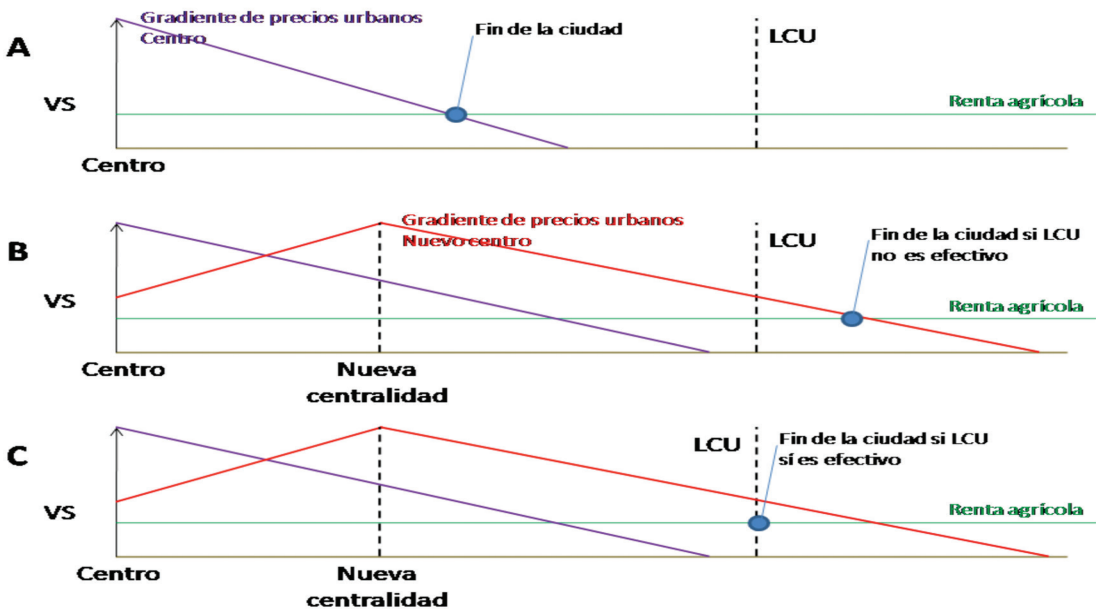 Gradiente de precios urbanos
Centro
Fin de la ciudad
LCU
A
VS
Renta agrícola
Centro
Gradiente de precios urbanos
Nuevo centro
LCU
Fin de la ciudad si LCU
no es efectivo
B
VS
Renta agrícola
Centro
Nueva
centralidad
LCU
Fin de la ciudad si LCU
sí es efectivo
C
VS
Renta agrícola
Centro
Nueva
centralidad